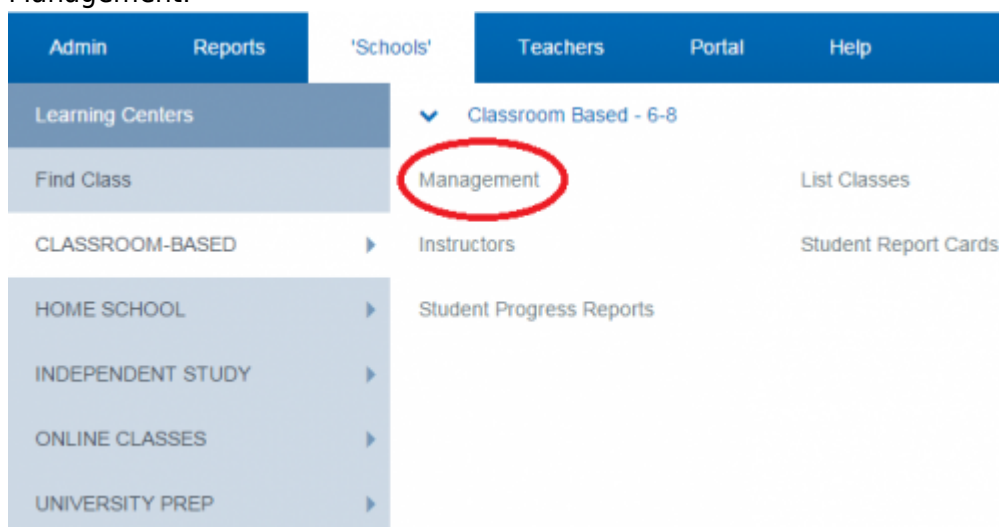 Management.
Admin Reports 'Schools' Teachers Portal Help
Learning Centers
Classroom Based - 6-8
Find Class
Management
List Classes
CLASSROOM-BASED
Instructors
Student Report Cards
HOME SCHOOL
Student Progress Reports
INDEPENDENT STUDY
ONLINE CLASSES
UNIVERSITY PREP